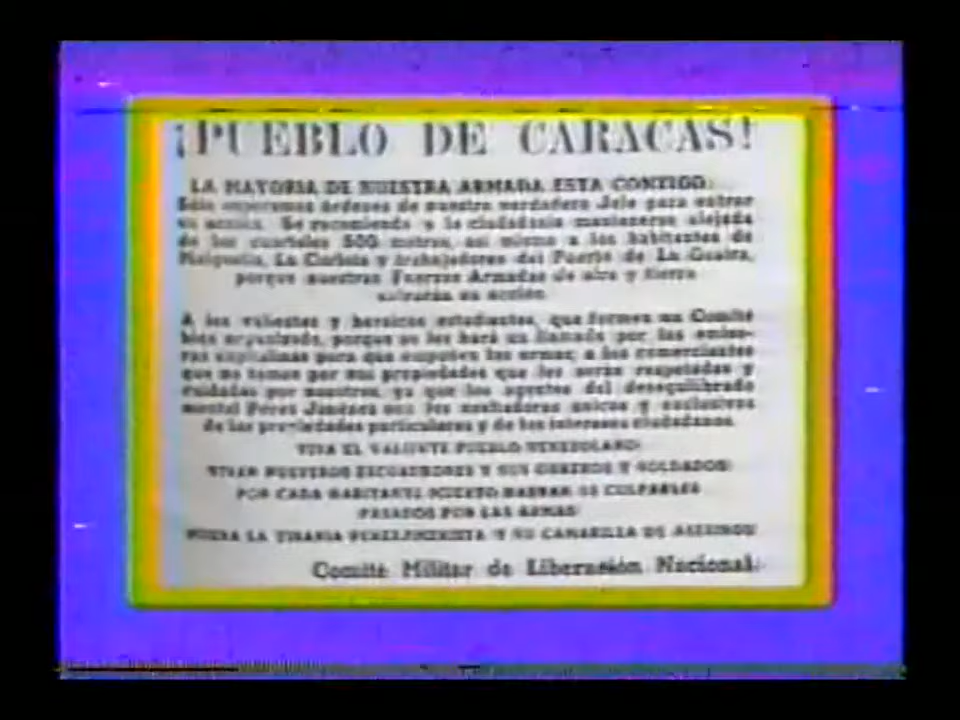 ¡PUEBLO DE CARACAS!
LA MAYORIA DE NUESTRA ARMADA ESTA CONTIGO:
Sólo esperamos órdenes de nuestro verdadero Jefe para entrar
en acción. Se recomienda a la ciudadanía mantenerse alejada
de los cuarteles 500 metros, así mismo a los habitantes de
Maiquetía, La Carlota y trabajadores del Puerto de La Guaira,
porque nuestras Fuerzas Armadas de aire y tierra
entrarán en acción.
A los valientes y heroicos estudiantes, que formen un Comité
bien organizado, porque se les hará un llamado por las emiso-
ras capitalinas para que empuñen las armas; a los comerciantes
que no teman por sus propiedades que les serán respetadas y
cuidadas por nosotros, ya que los agentes del desequilibrado
mental Pérez Jiménez son los unicos y exclusivos
de las propiedades particulares y de los intereses ciudadanos.
VIVA EL VALIENTE PUEBLO VENEZOLANO!
VIVAN NUESTROS ESCUADRONES Y SUS OBREROS Y SOLDADOS!
POR CADA HABITANTE MUERTO HABRAN CULPABLES
PASADOS POR LAS ARMAS!
MUERA LA TIRANIA PEREZJIMENISTA Y SU CAMARILLA DE ASESINOS!
Comité Militar de Liberación Nacional.